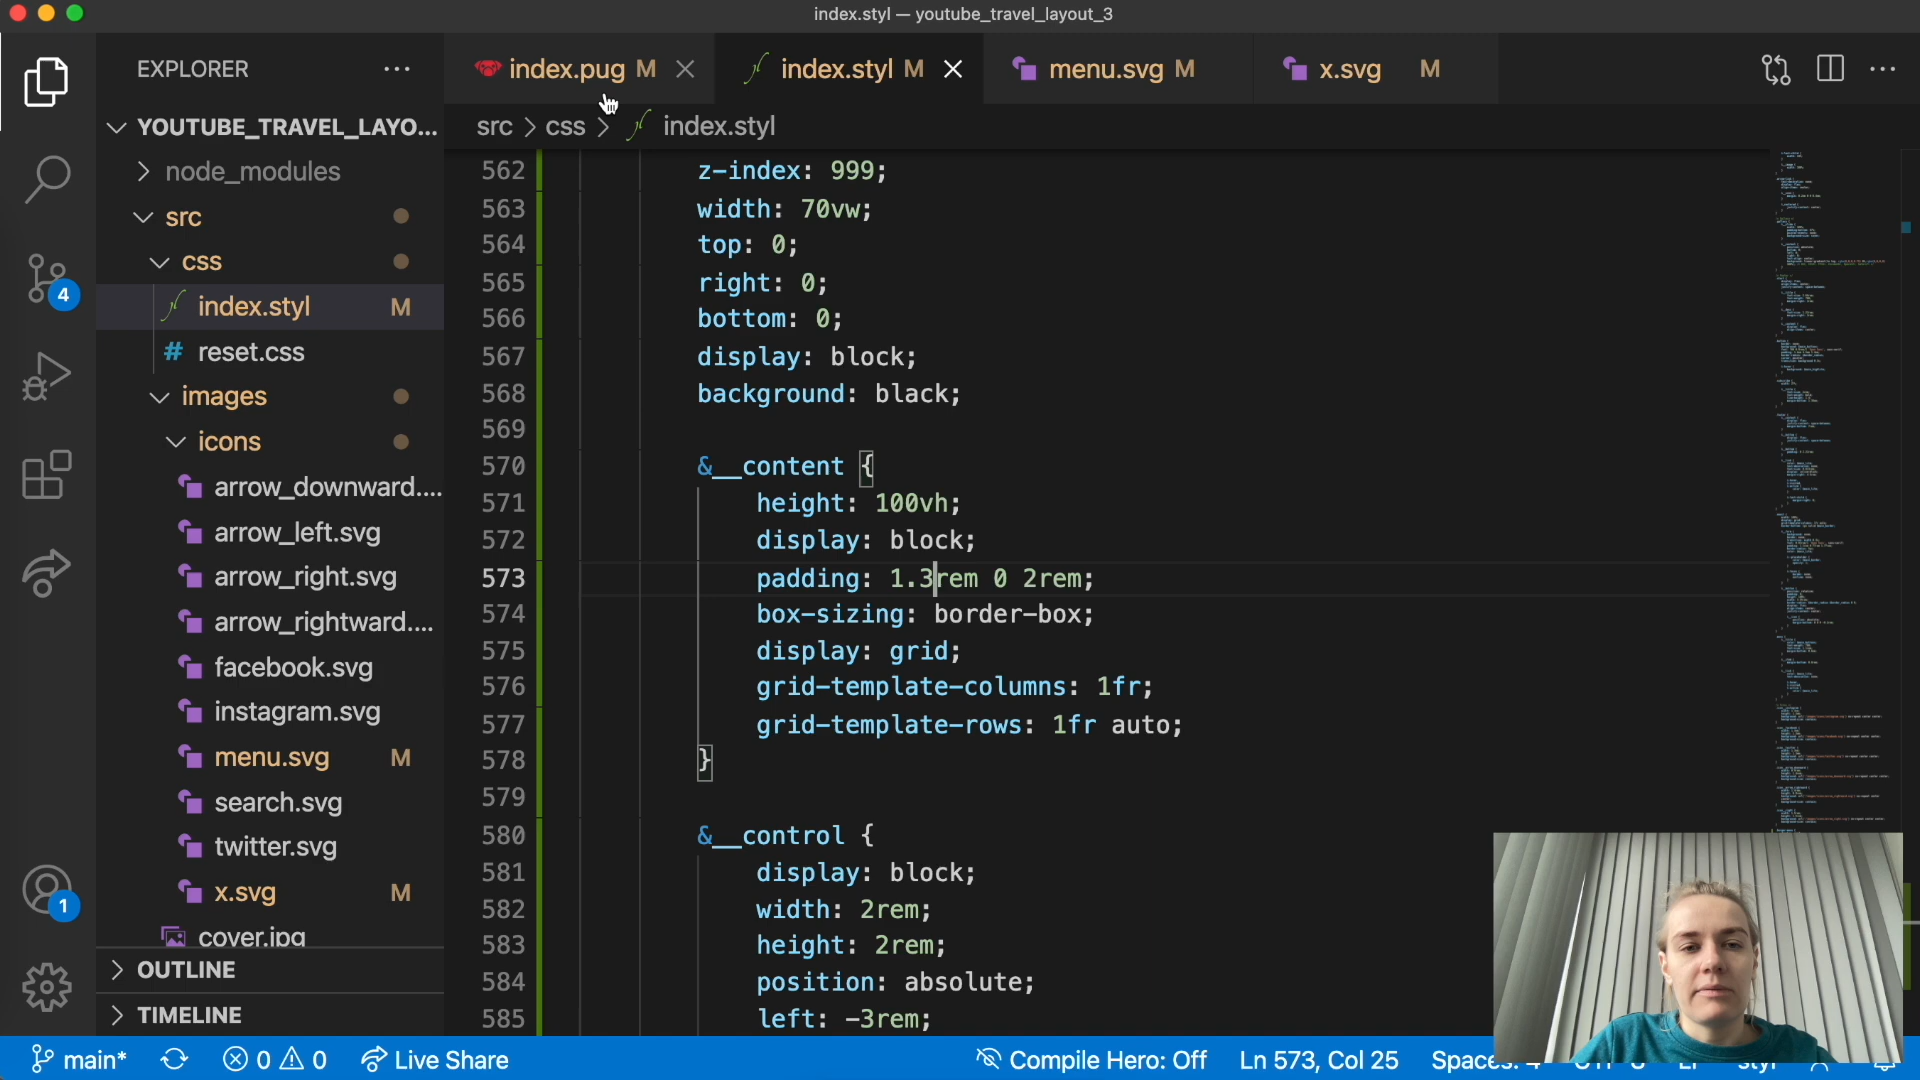 index.styl — youtube_travel_layout_3
EXPLORER
index.pug M
index.styl M
menu.svg M
x.svg M
YOUTUBE_TRAVEL_LAYO...
src > css > index.styl
node_modules
src
css
index.styl M
# reset.css
images
icons
arrow_downward....
arrow_left.svg
arrow_right.svg
arrow_rightward....
facebook.svg
instagram.svg
menu.svg M
search.svg
twitter.svg
x.svg M
cover.jpg
OUTLINE
TIMELINE
4
1
562 z-index: 999;
563 width: 70vw;
564 top: 0;
565 right: 0;
566 bottom: 0;
567 display: block;
568 background: black;
569
570 &__content {
571 height: 100vh;
572 display: block;
573 padding: 1.3rem 0 2rem;
574 box-sizing: border-box;
575 display: grid;
576 grid-template-columns: 1fr;
577 grid-template-rows: 1fr auto;
578 }
579
580 &__control {
581 display: block;
582 width: 2rem;
583 height: 2rem;
584 position: absolute;
585 left: -3rem;
main* 0 0 Live Share Compile Hero: Off Ln 573, Col 25